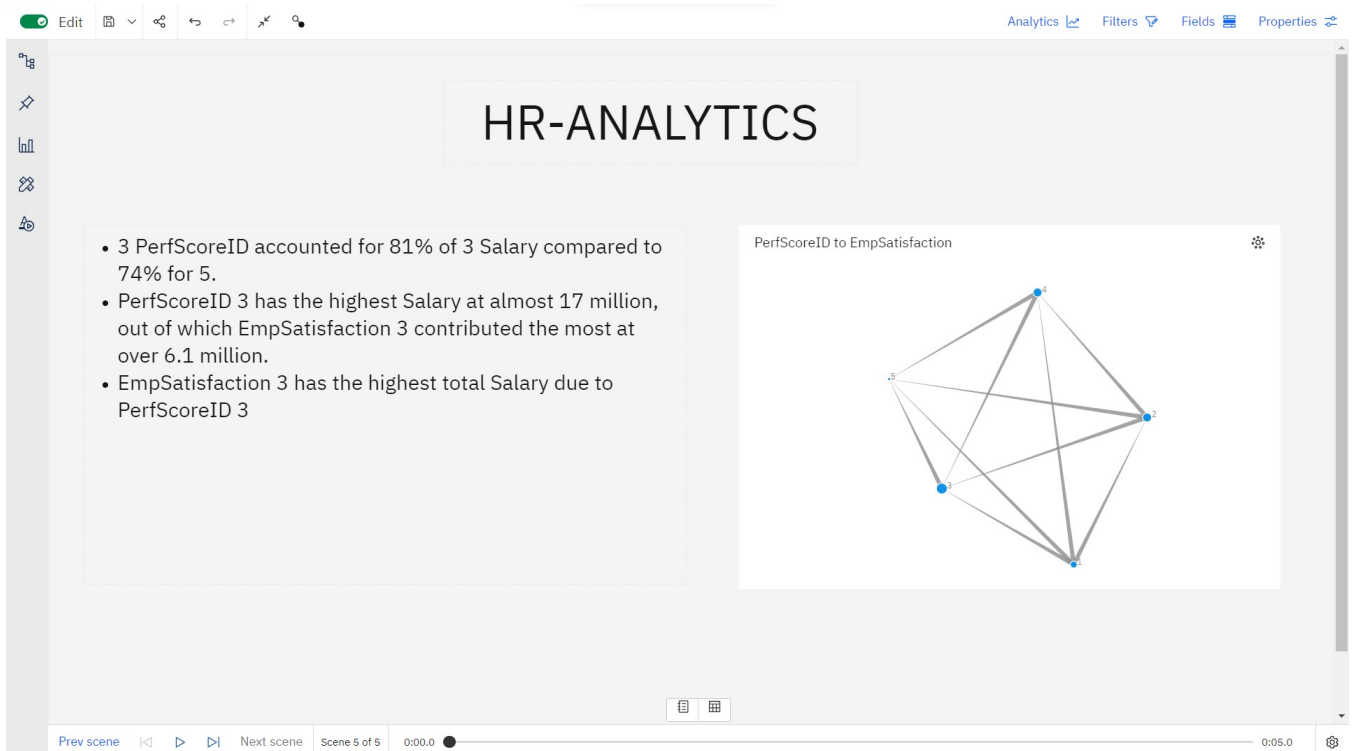 Edit
Analytics Filters Fields Properties
HR-ANALYTICS
• 3 PerfScoreID accounted for 81% of 3 Salary compared to
74% for 5.
• PerfScoreID 3 has the highest Salary at almost 17 million,
out of which EmpSatisfaction 3 contributed the most at
over 6.1 million.
• EmpSatisfaction 3 has the highest total Salary due to
PerfScoreID 3
PerfScoreID to EmpSatisfaction
4
5
2
3
1
Prev scene Next scene Scene 5 of 5 0:00.0 0:05.0